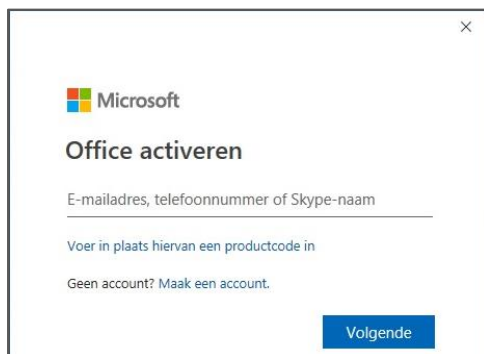 Microsoft
Office activeren
E-mailadres, telefoonnummer of Skype-naam
Voer in plaats hiervan een productcode in
Geen account? Maak een account.
Volgende